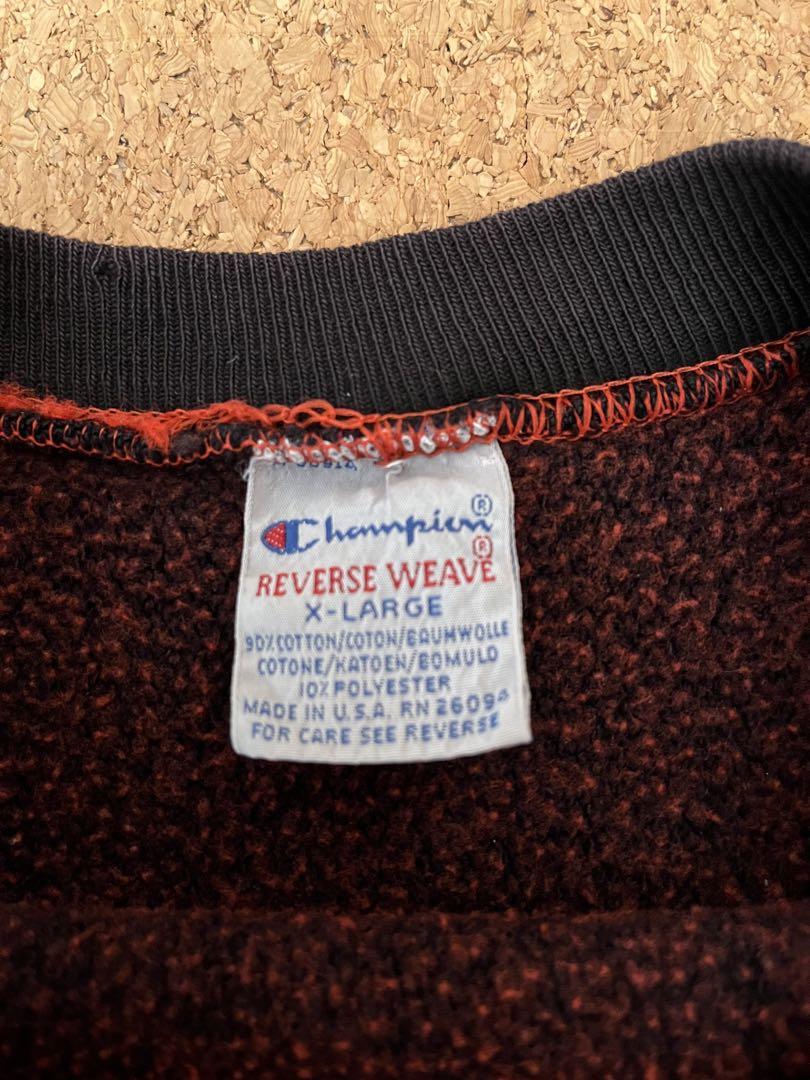 Champion®
REVERSE WEAVE®
X-LARGE
90% COTTON/COTON/BAUMWOLLE
COTONE/KATOEN/BOMULD
10% POLYESTER
MADE IN U.S.A. RN 26094
FOR CARE SEE REVERSE